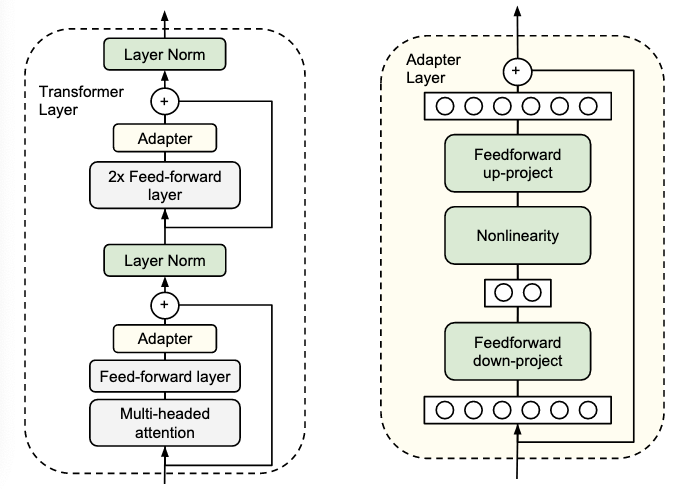 Layer Norm
Transformer
Layer
+
Adapter
2x Feed-forward
layer
Layer Norm
+
Adapter
Feed-forward layer
Multi-headed
attention
Adapter
Layer
+
Feedforward
up-project
Nonlinearity
Feedforward
down-project